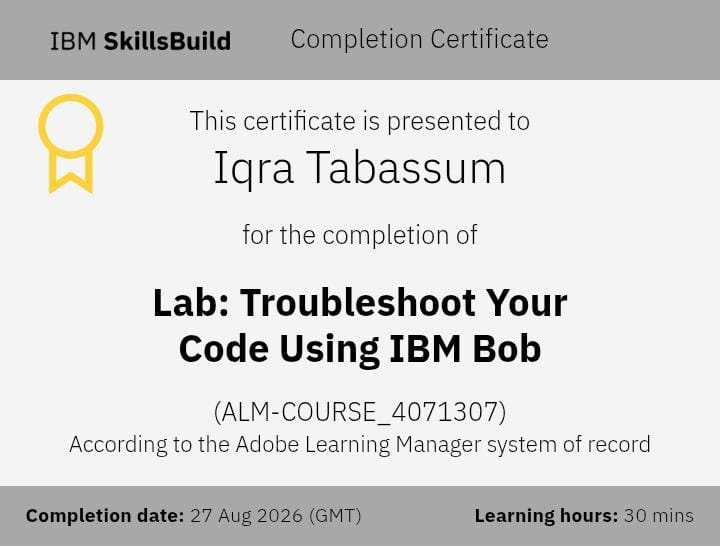 IBM SkillsBuild
Completion Certificate
This certificate is presented to
Iqra Tabassum
for the completion of
Lab: Troubleshoot Your
Code Using IBM Bob
(ALM-COURSE_4071307)
According to the Adobe Learning Manager system of record
Completion date: 27 Aug 2026 (GMT)
Learning hours: 30 mins